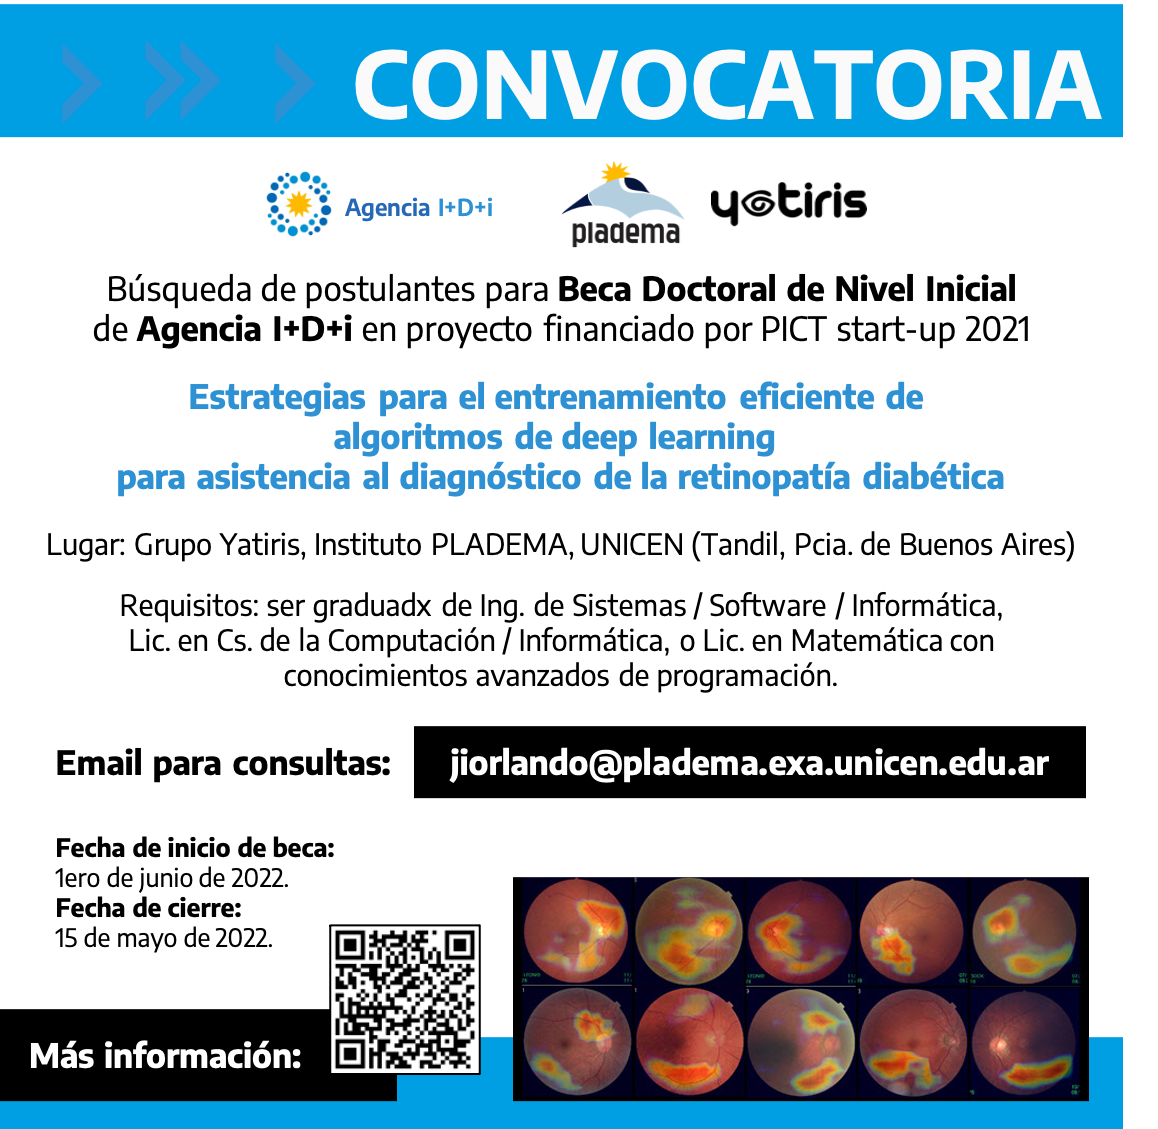 CONVOCATORIA
Agencia I+D+i
pladema
yatiris
Búsqueda de postulantes para Beca Doctoral de Nivel Inicial
de Agencia I+D+i en proyecto financiado por PICT start-up 2021
Estrategias para el entrenamiento eficiente de
algoritmos de deep learning
para asistencia al diagnóstico de la retinopatía diabética
Lugar: Grupo Yatiris, Instituto PLADEMA, UNICEN (Tandil, Pcia. de Buenos Aires)
Requisitos: ser graduadx de Ing. de Sistemas / Software / Informática,
Lic. en Cs. de la Computación / Informática, o Lic. en Matemática con
conocimientos avanzados de programación.
Email para consultas:
jiorlando@pladema.exa.unicen.edu.ar
Fecha de inicio de beca:
1ero de junio de 2022.
Fecha de cierre:
15 de mayo de 2022.
Más información: